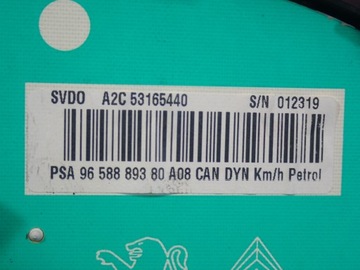 SVDO A2C 53165440 S/N 012319
PSA 96 588 893 80 A08 CAN DYN Km/h Petrol